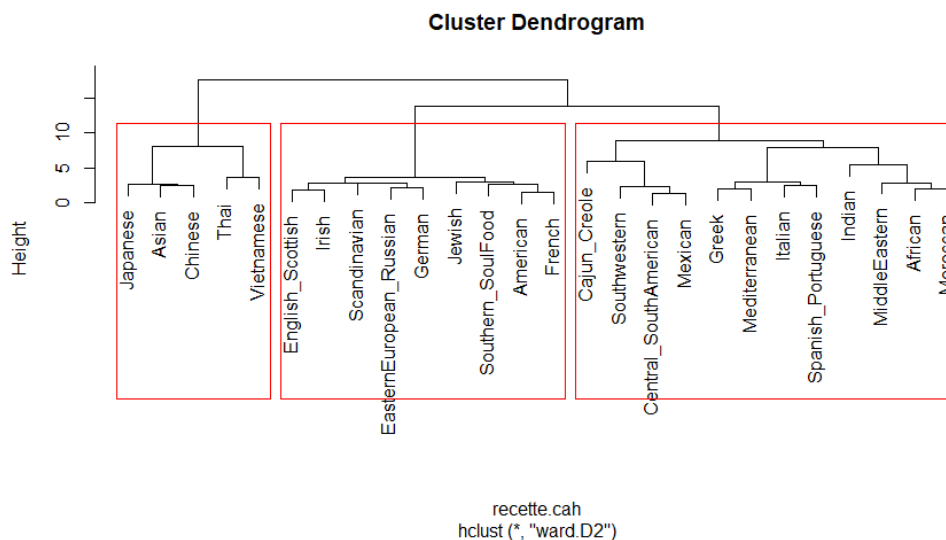 Cluster Dendrogram
Height
10
5
0
Japanese
Asian
Chinese
Thai
Vietnamese
English_Scottish
Irish
Scandinavian
EasternEuropean_Russian
German
Jewish
Southern_SoulFood
American
French
Cajun_Creole
Southwestern
Central_SouthAmerican
Mexican
Greek
Mediterranean
Italian
Spanish_Portuguese
Indian
MiddleEastern
African
Moroccan
recette.cah
hclust (*, "ward.D2")